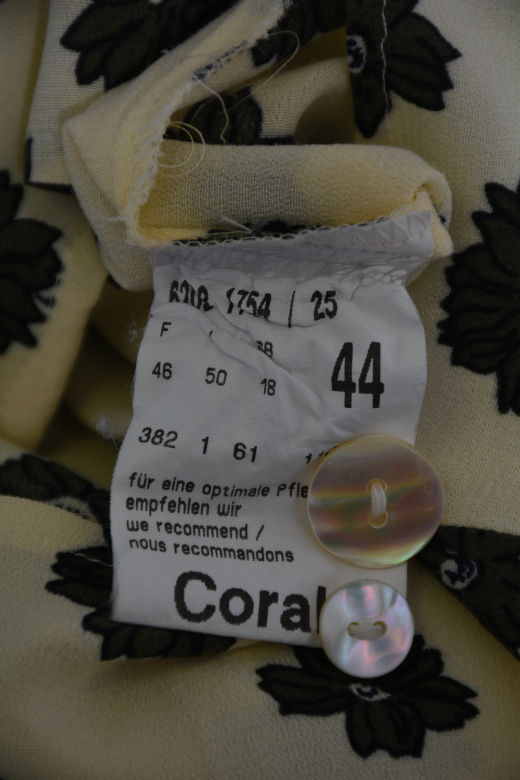 1754 | 25
F
46 50 18 44
382 1 61
für eine optimale Pfle
empfehlen wir
we recommend /
nous recommandons
Coral